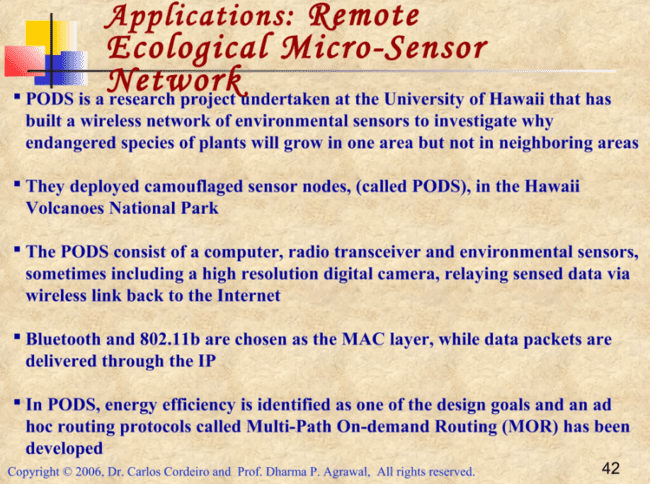 Applications: Remote
Ecological Micro-Sensor
Network
▪ PODS is a research project undertaken at the University of Hawaii that has
built a wireless network of environmental sensors to investigate why
endangered species of plants will grow in one area but not in neighboring areas
▪ They deployed camouflaged sensor nodes, (called PODS), in the Hawaii
Volcanoes National Park
▪ The PODS consist of a computer, radio transceiver and environmental sensors,
sometimes including a high resolution digital camera, relaying sensed data via
wireless link back to the Internet
▪ Bluetooth and 802.11b are chosen as the MAC layer, while data packets are
delivered through the IP
▪ In PODS, energy efficiency is identified as one of the design goals and an ad
hoc routing protocols called Multi-Path On-demand Routing (MOR) has been
developed
Copyright © 2006, Dr. Carlos Cordeiro and Prof. Dharma P. Agrawal, All rights reserved.
42